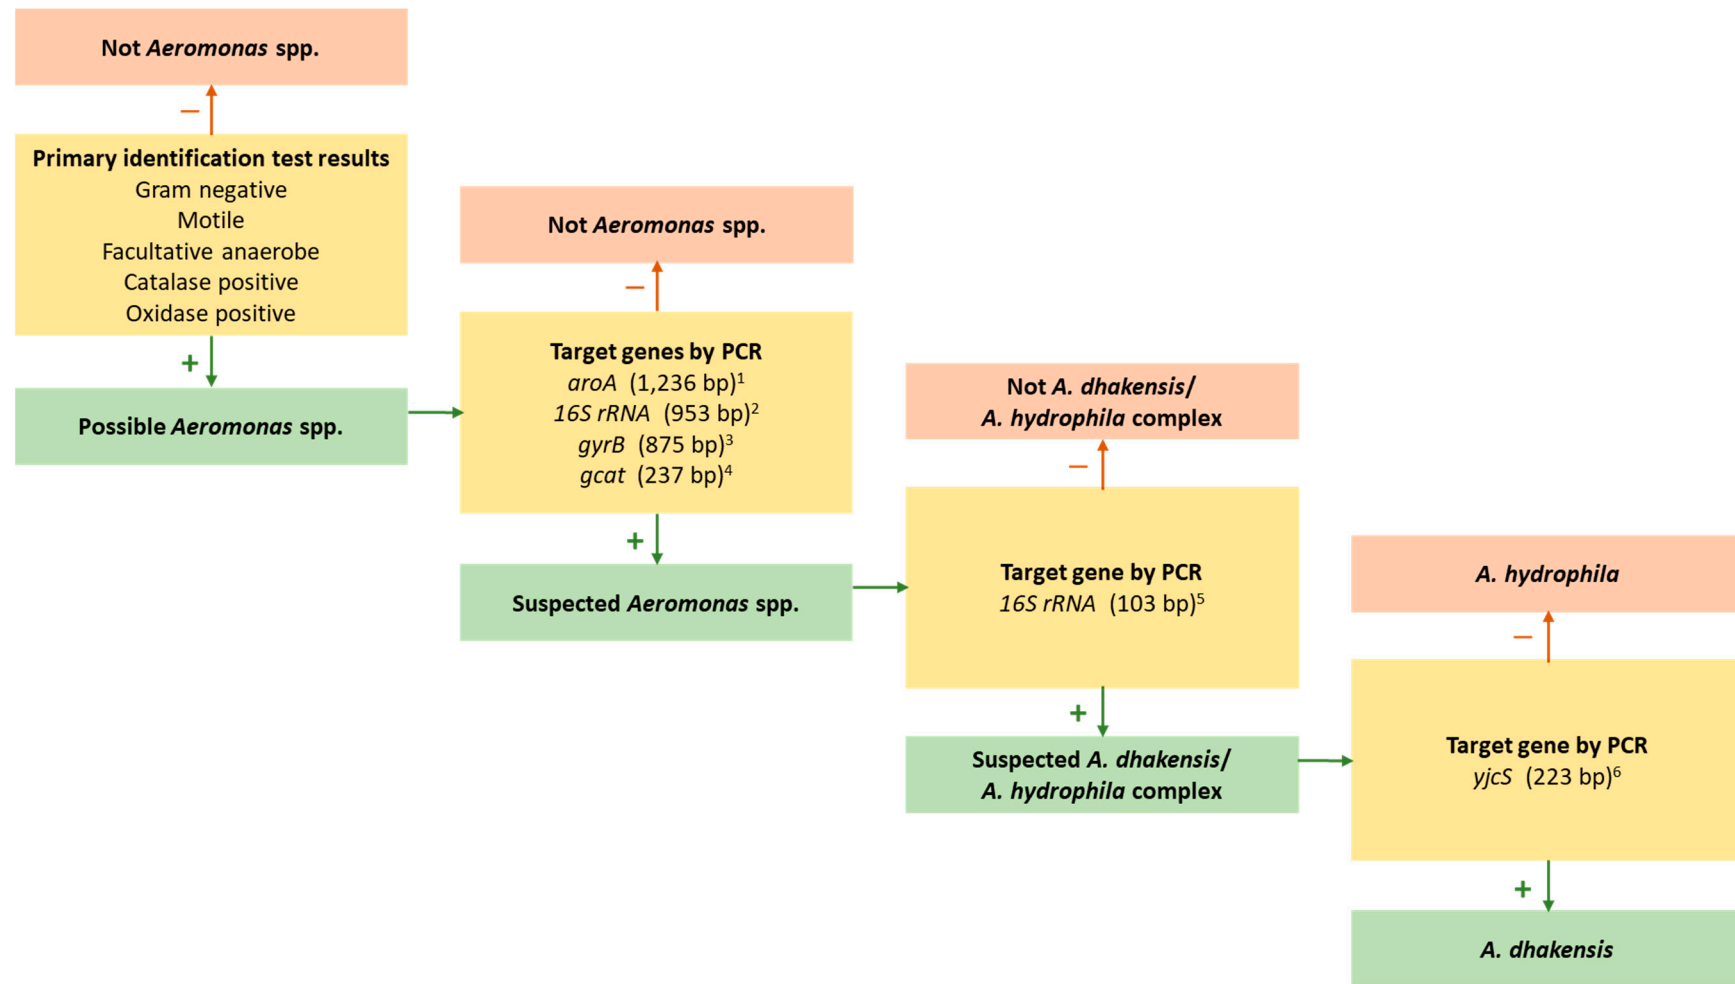 Not Aeromonas spp.
–
Primary identification test results
Gram negative
Motile
Facultative anaerobe
Catalase positive
Oxidase positive
+
Possible Aeromonas spp.
Not Aeromonas spp.
–
Target genes by PCR
aroA (1,236 bp)¹
16S rRNA (953 bp)²
gyrB (875 bp)³
gcat (237 bp)⁴
+
Suspected Aeromonas spp.
Not A. dhakensis/
A. hydrophila complex
–
Target gene by PCR
16S rRNA (103 bp)⁵
+
Suspected A. dhakensis/
A. hydrophila complex
A. hydrophila
–
Target gene by PCR
yjcS (223 bp)⁶
+
A. dhakensis